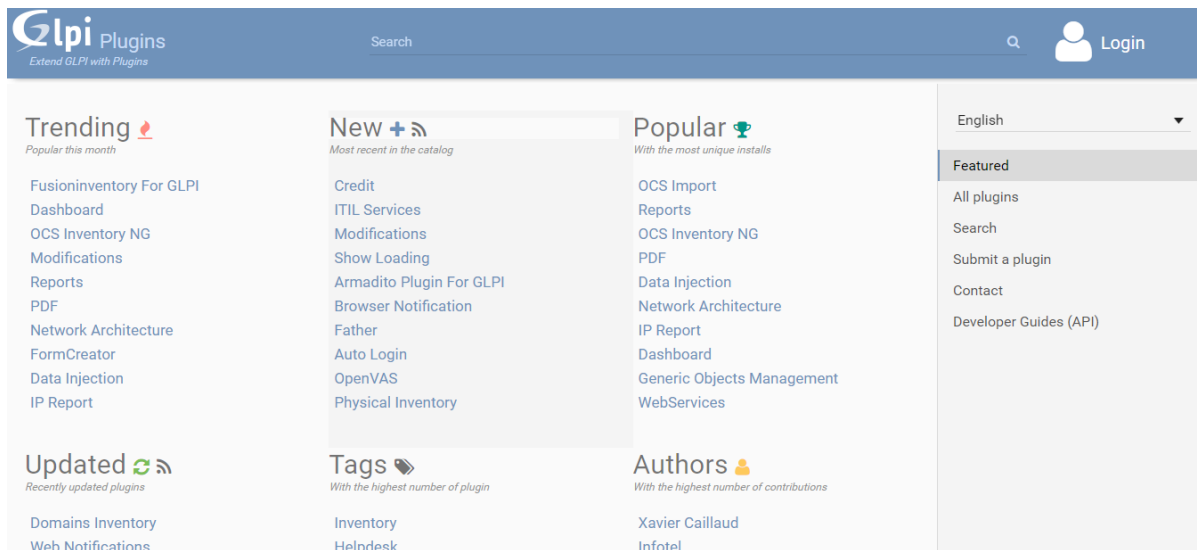 Glpi Plugins
Extend GLPI with Plugins
Search
Login
Trending
Popular this month
Fusioninventory For GLPI
Dashboard
OCS Inventory NG
Modifications
Reports
PDF
Network Architecture
FormCreator
Data Injection
IP Report
New
Most recent in the catalog
Credit
ITIL Services
Modifications
Show Loading
Armadito Plugin For GLPI
Browser Notification
Father
Auto Login
OpenVAS
Physical Inventory
Popular
With the most unique installs
OCS Import
Reports
OCS Inventory NG
PDF
Data Injection
Network Architecture
IP Report
Dashboard
Generic Objects Management
WebServices
Updated
Recently updated plugins
Domains Inventory
Web Notifications
Tags
With the highest number of plugin
Inventory
Helpdesk
Authors
With the highest number of contributions
Xavier Caillaud
Infotel
English
Featured
All plugins
Search
Submit a plugin
Contact
Developer Guides (API)